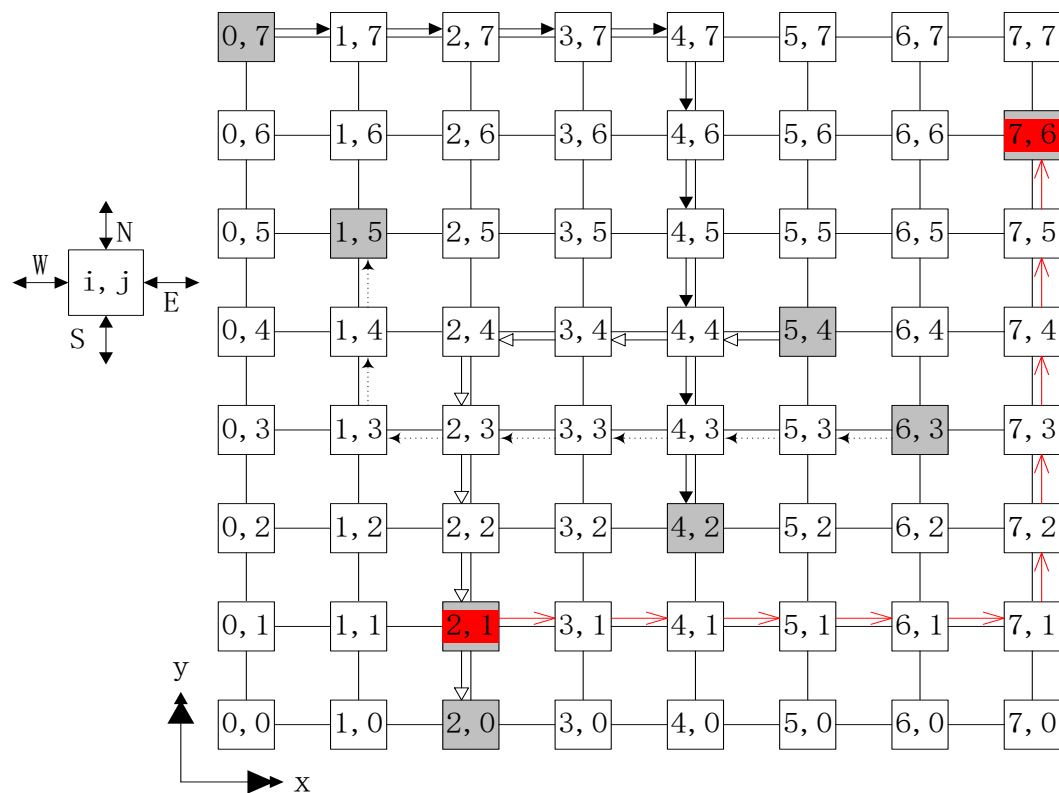 0,7 1,7 2,7 3,7 4,7 5,7 6,7 7,7
0,6 1,6 2,6 3,6 4,6 5,6 6,6 7,6
0,5 1,5 2,5 3,5 4,5 5,5 6,5 7,5
N
W
i,j
E
S
0,4 1,4 2,4 3,4 4,4 5,4 6,4 7,4
0,3 1,3 2,3 3,3 4,3 5,3 6,3 7,3
0,2 1,2 2,2 3,2 4,2 5,2 6,2 7,2
0,1 1,1 2,1 3,1 4,1 5,1 6,1 7,1
y
0,0 1,0 2,0 3,0 4,0 5,0 6,0 7,0
x